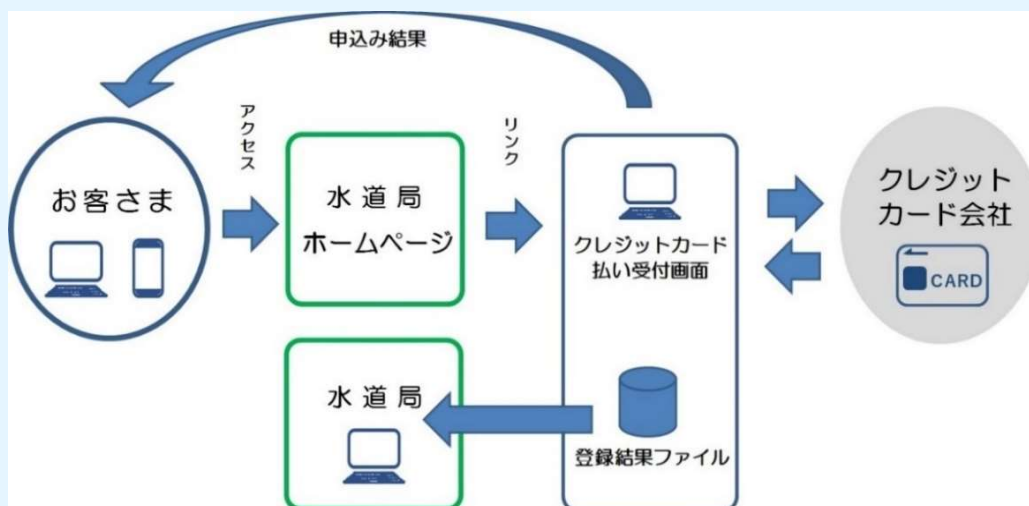 申込み結果
アクセス
リンク
お客さま
水道局
ホームページ
クレジットカード
払い受付画面
クレジット
カード会社
CARD
水道局
登録結果ファイル